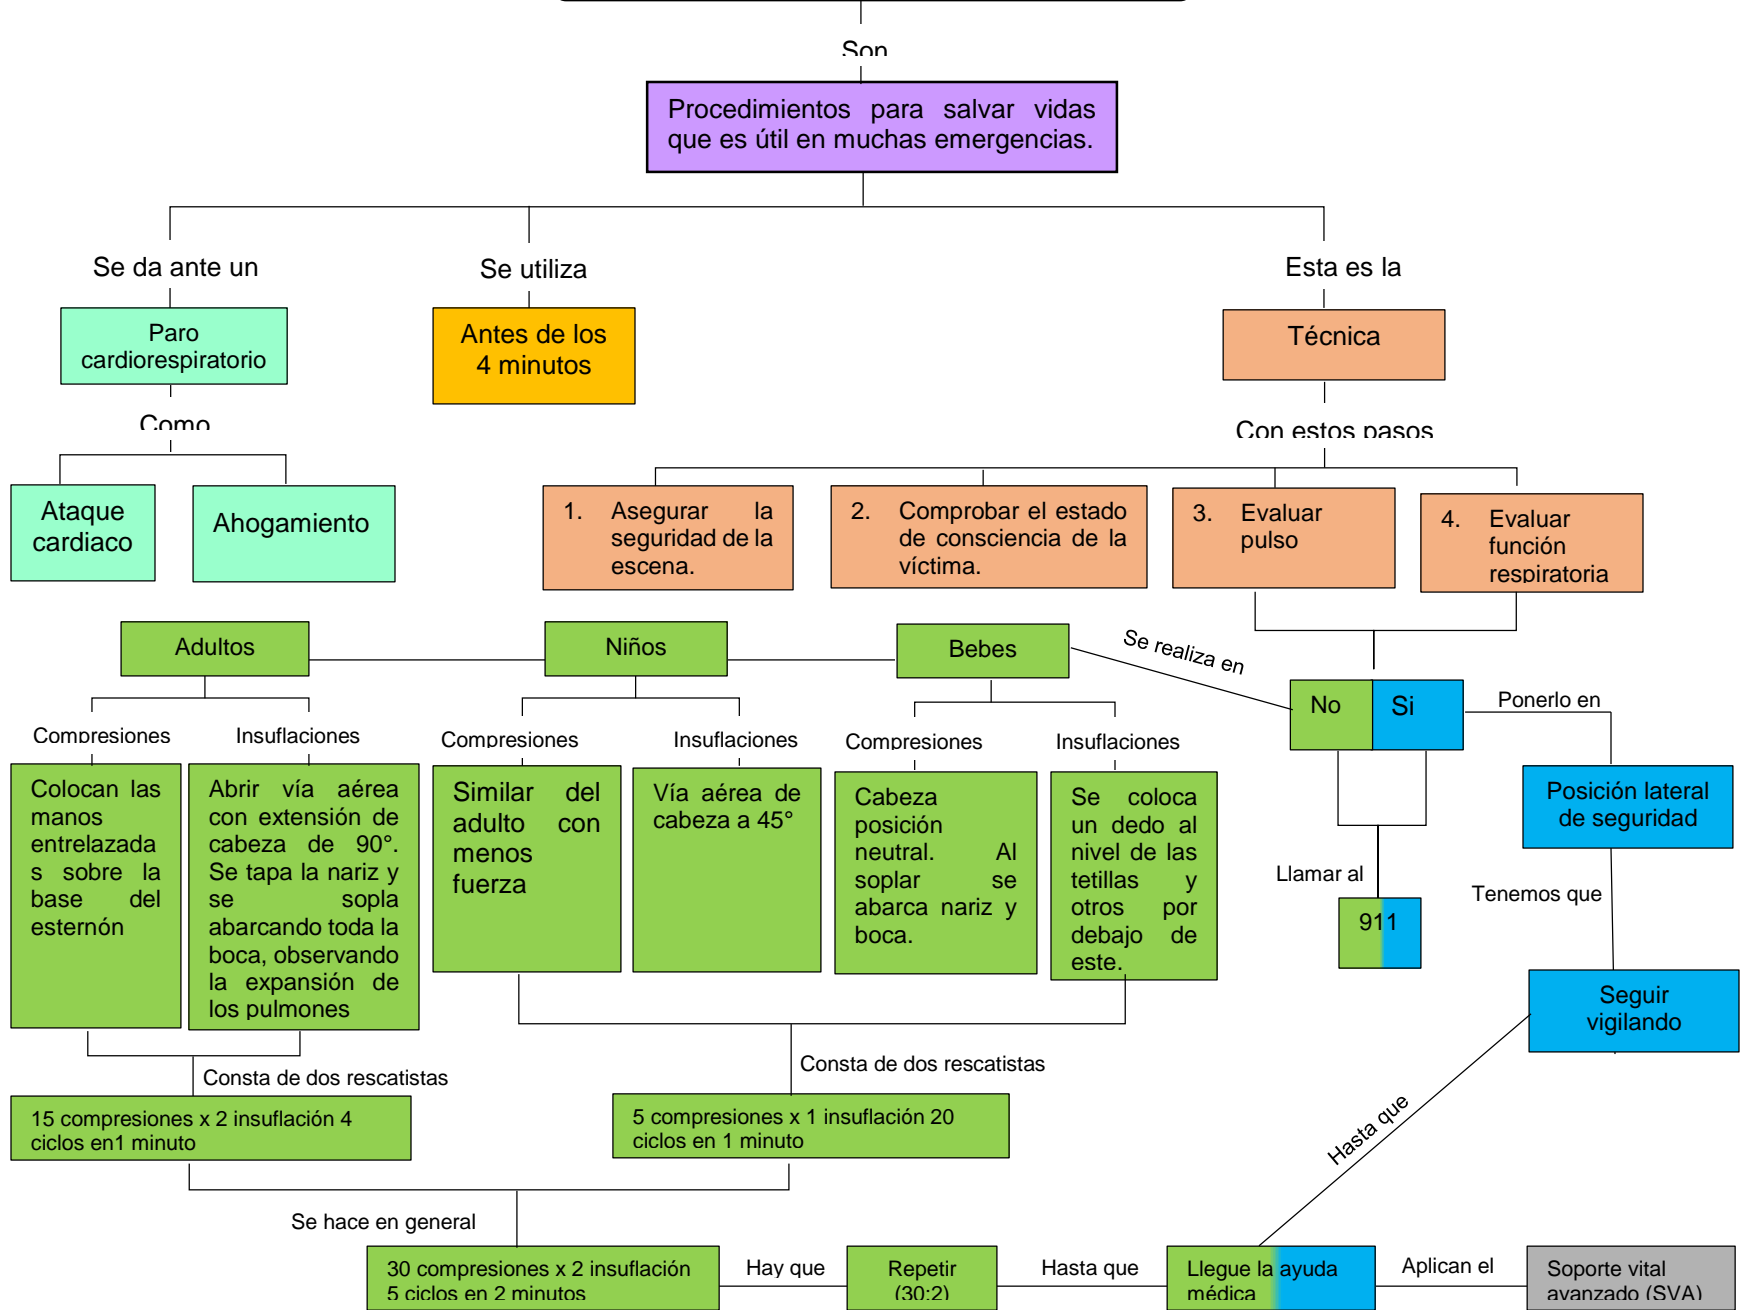 Son
Procedimientos para salvar vidas
que es útil en muchas emergencias.
Se da ante un
Se utiliza
Esta es la
Paro
cardiorespiratorio
Antes de los
4 minutos
Técnica
Como
Con estos pasos
Ataque
cardiaco
Ahogamiento
1. Asegurar la
seguridad de la
escena.
2. Comprobar el estado
de consciencia de la
víctima.
3. Evaluar
pulso
4. Evaluar
función
respiratoria
Adultos
Niños
Bebes
Se realiza en
No
Si
Ponerlo en
Compresiones
Insuflaciones
Compresiones
Insuflaciones
Compresiones
Insuflaciones
Colocan las
manos
entrelazada
s sobre la
base del
esternón
Abrir vía aérea
con extensión de
cabeza de 90°.
Se tapa la nariz y
se sopla
abarcando toda la
boca, observando
la expansión de
los pulmones
Similar del
adulto con
menos
fuerza
Vía aérea de
cabeza a 45°
Cabeza
posición
neutral. Al
soplar se
abarca nariz y
boca.
Se coloca
un dedo al
nivel de las
tetillas y
otros por
debajo de
este.
Posición lateral
de seguridad
Llamar al
911
Tenemos que
Seguir
vigilando
Consta de dos rescatistas
Consta de dos rescatistas
15 compresiones x 2 insuflación 4
ciclos en1 minuto
5 compresiones x 1 insuflación 20
ciclos en 1 minuto
Hasta que
Se hace en general
30 compresiones x 2 insuflación
5 ciclos en 2 minutos
Hay que
Repetir
(30:2)
Hasta que
Llegue la ayuda
médica
Aplican el
Soporte vital
avanzado (SVA)